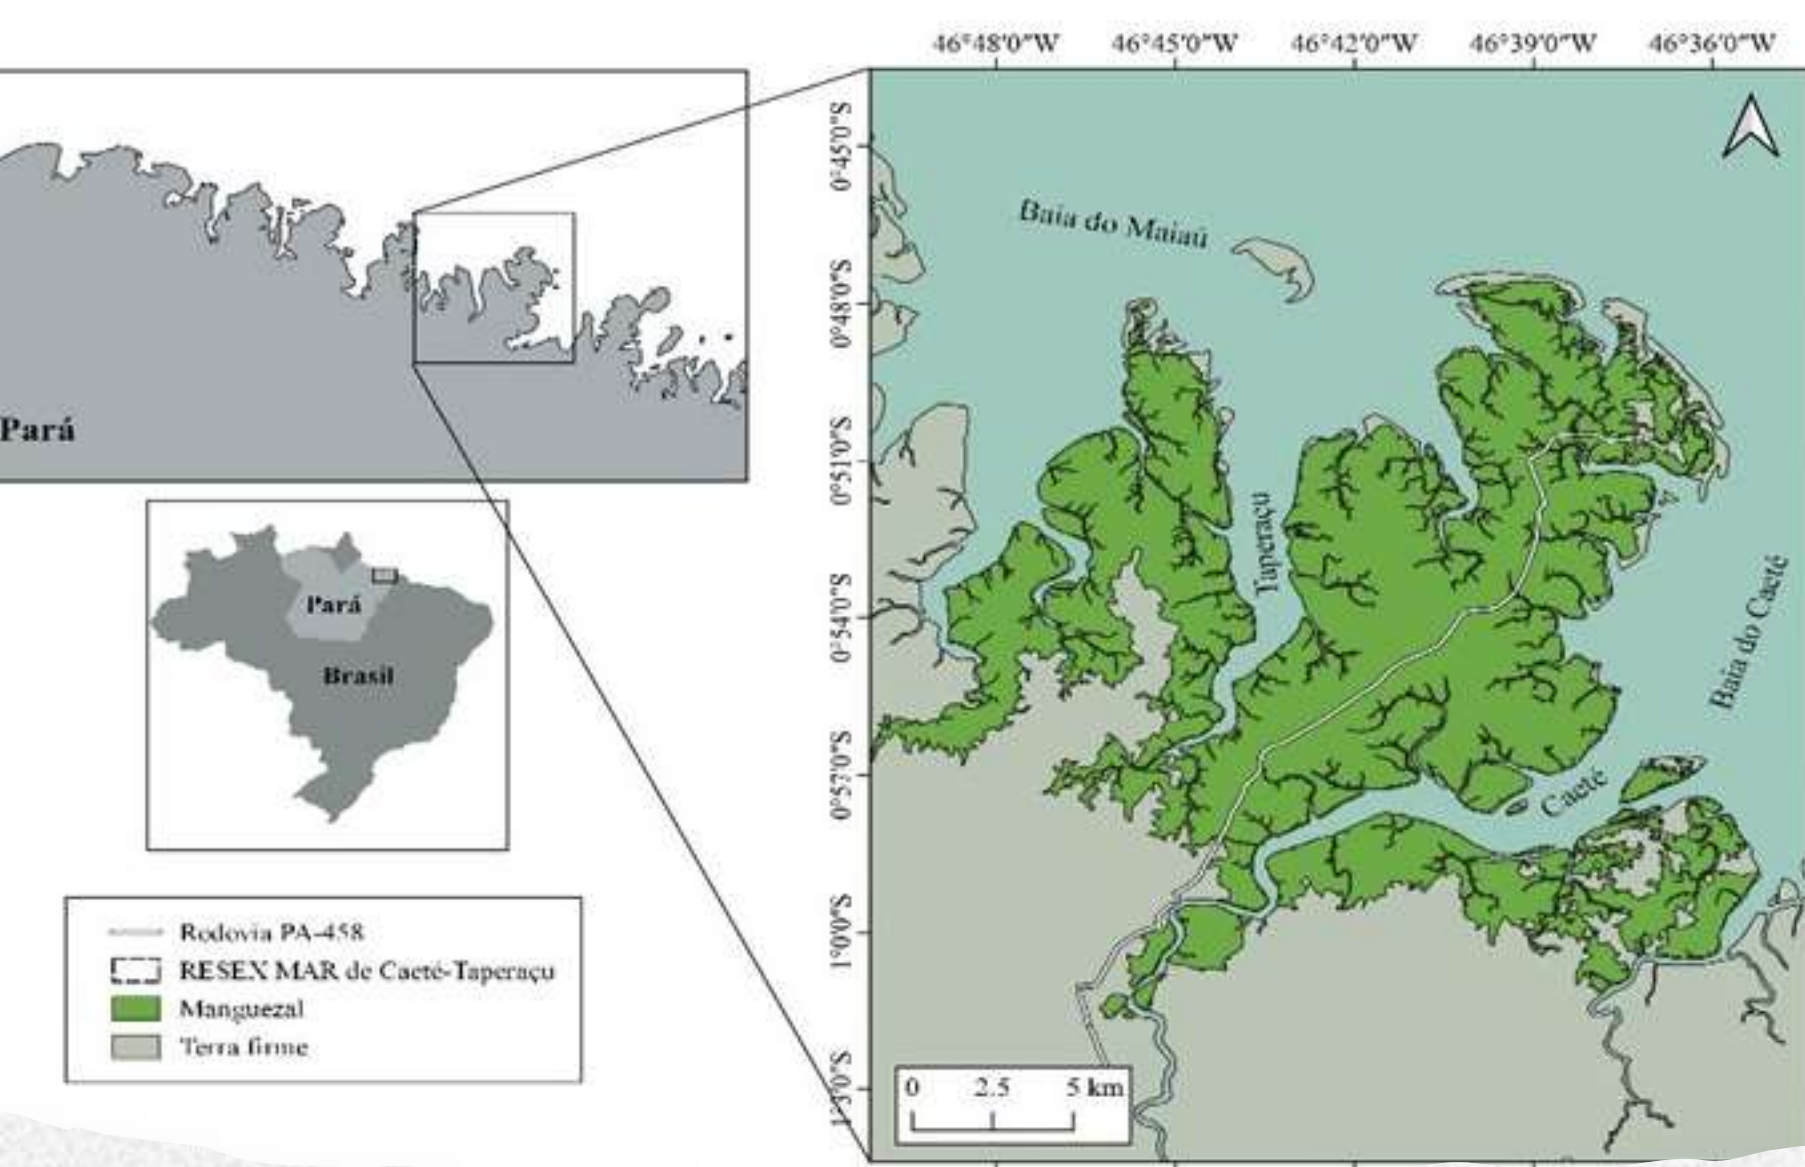 46°48'0"W 46°45'0"W 46°42'0"W 46°39'0"W 46°36'0"W
0°45'0"S
0°48'0"S
0°51'0"S
0°54'0"S
0°57'0"S
1°0'0"S
1°3'0"S
Baia do Maiaú
Taperaçu
Baia do Caeté
Caeté
0 2.5 5 km
Pará
Pará
Brasil
Rodovia PA-458
RESEX MAR de Caeté-Taperaçu
Manguezal
Terra firme